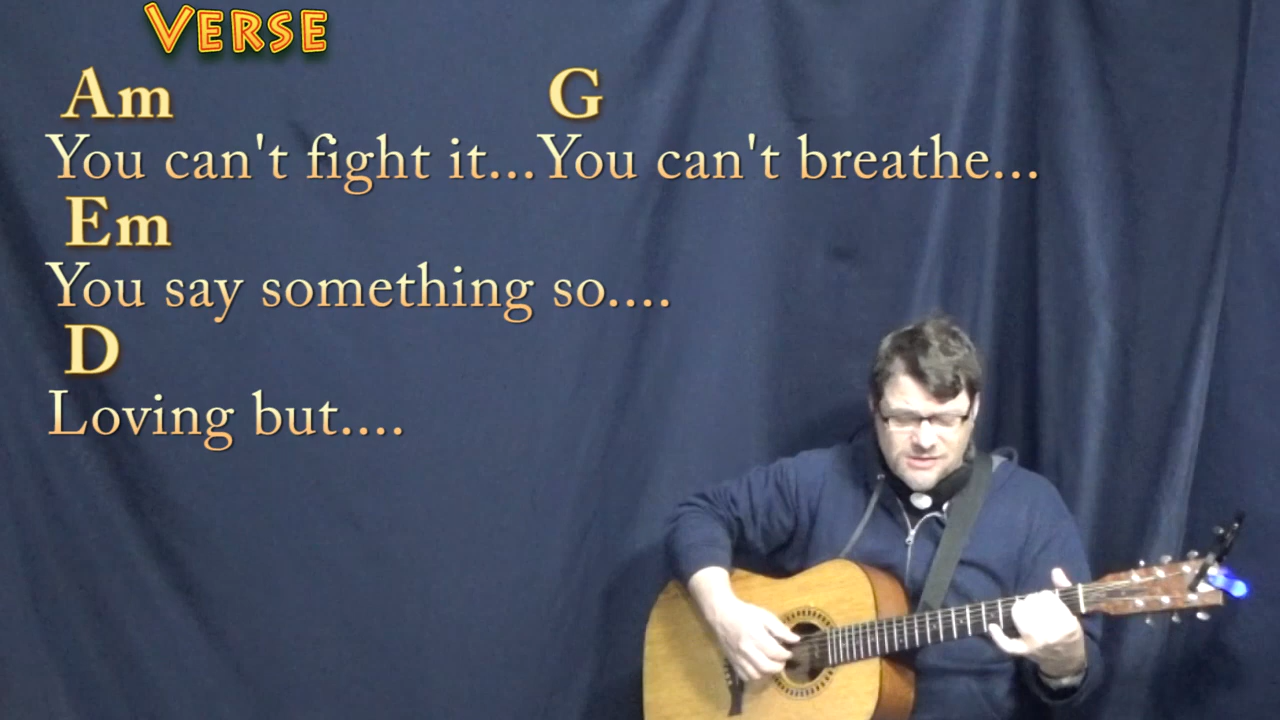 VERSE
Am G
You can't fight it...You can't breathe...
Em
You say something so....
D
Loving but....